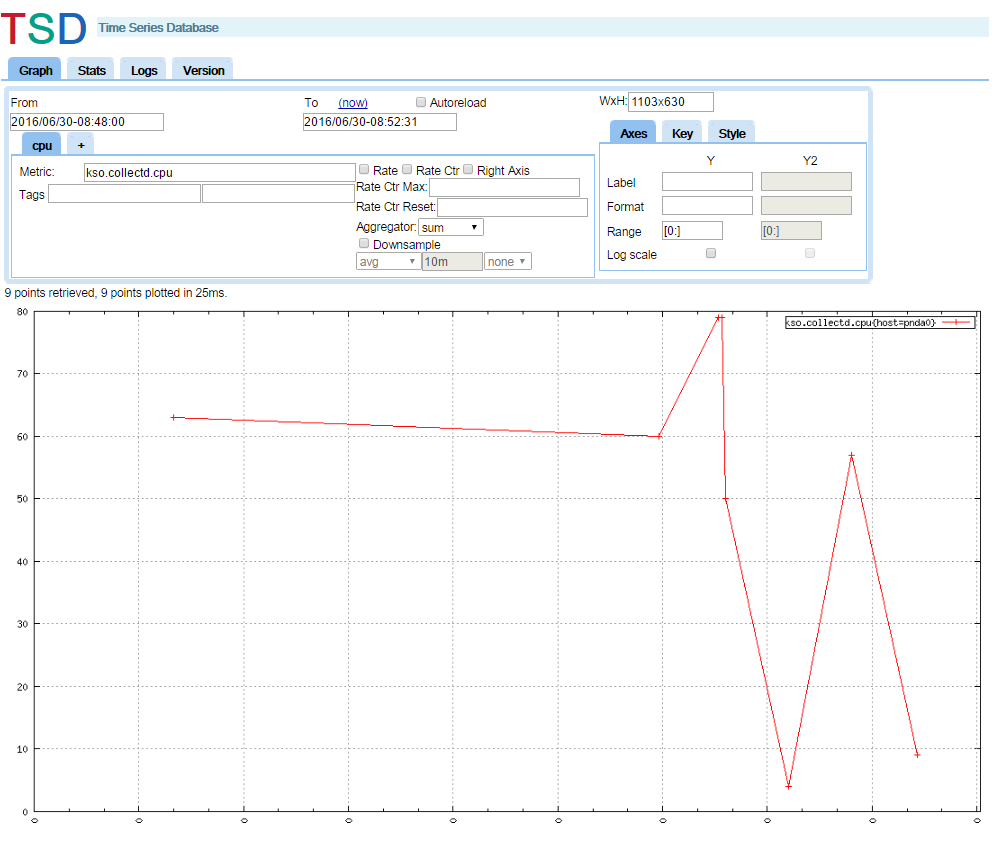 TSD Time Series Database
Graph Stats Logs Version
From To (now) Autoreload WxH: 1103x630
2016/06/30-08:48:00 2016/06/30-08:52:31
cpu + Axes Key Style
Metric: kso.collectd.cpu Rate Rate Ctr Right Axis
Tags Rate Ctr Max:
Rate Ctr Reset:
Aggregator: sum
Downsample
avg 10m none
Y Y2
Label
Format
Range [0:] [0:]
Log scale
9 points retrieved, 9 points plotted in 25ms.
kso.collectd.cpu{host=pnda0}
80
70
60
50
40
30
20
10
0
0 0 0 0 0 0 0 0 0 0